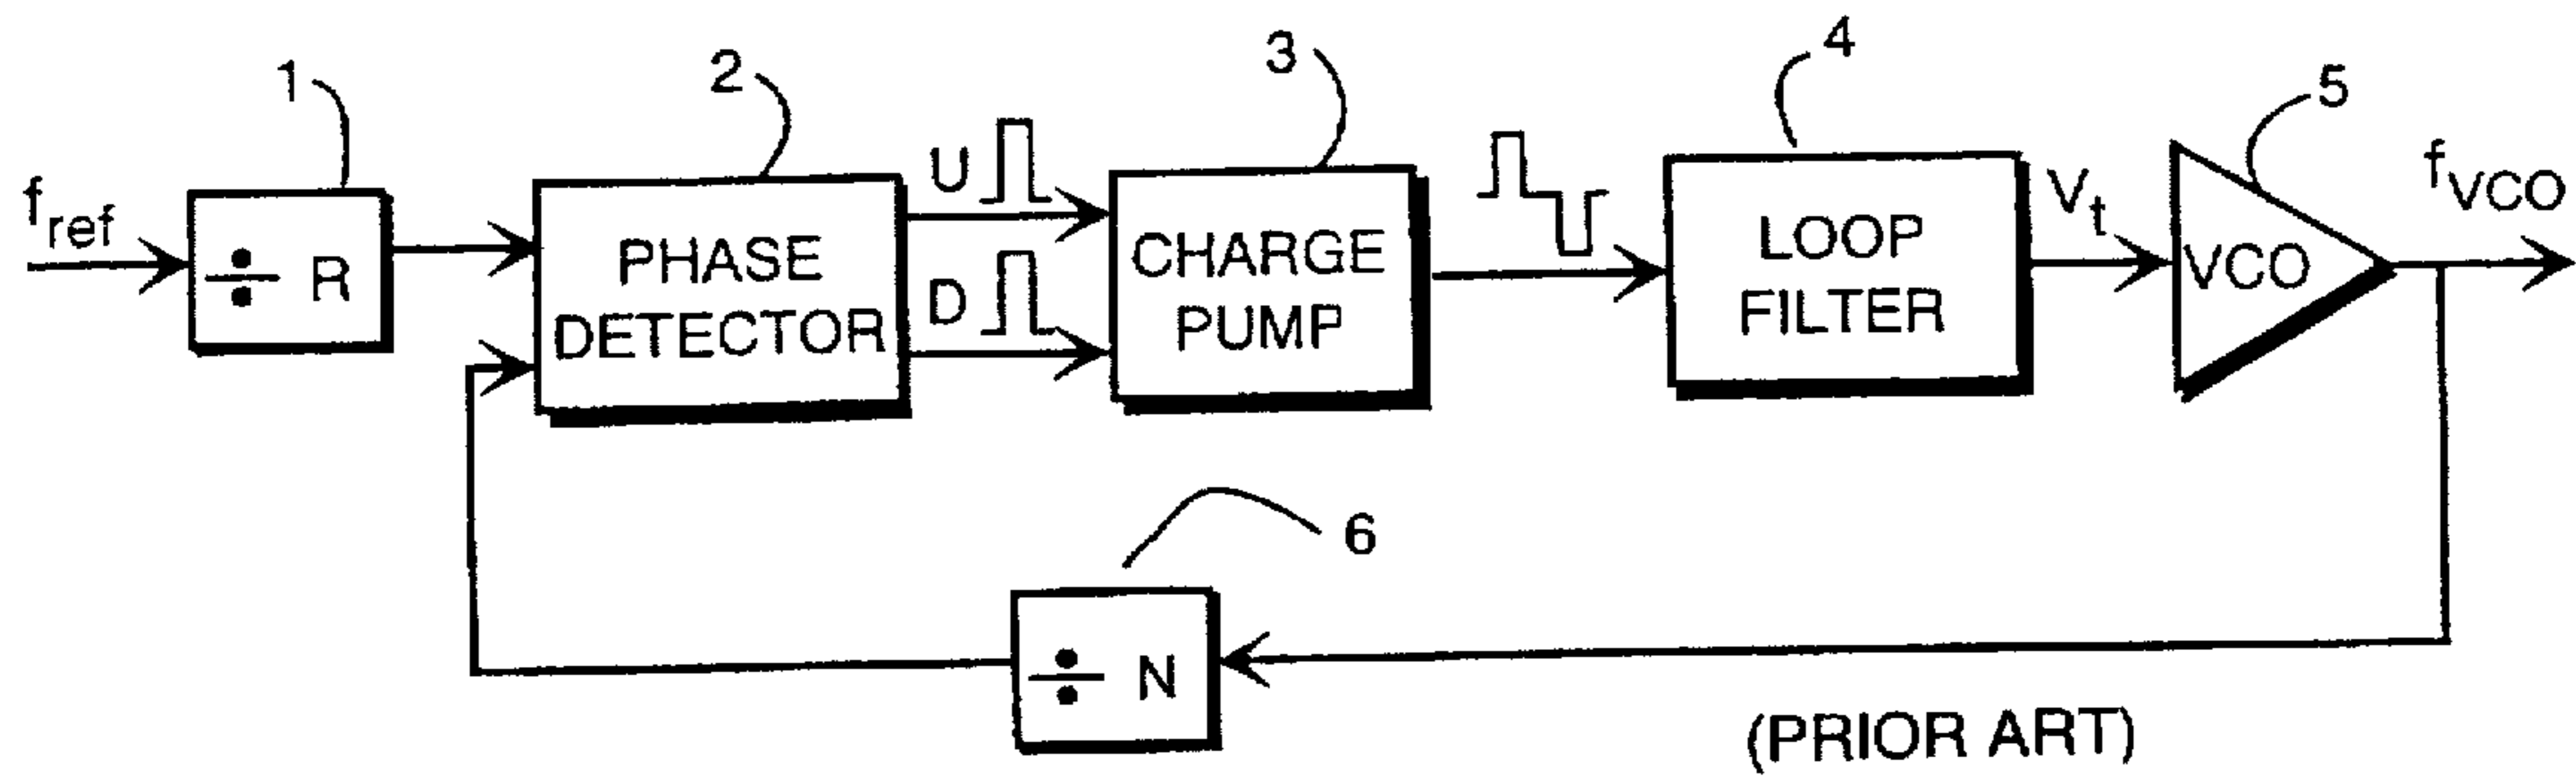 1
2
3
4
5
f_ref
÷ R
PHASE
DETECTOR
U
D
CHARGE
PUMP
LOOP
FILTER
V_t
VCO
f_VCO
6
÷ N
(PRIOR ART)